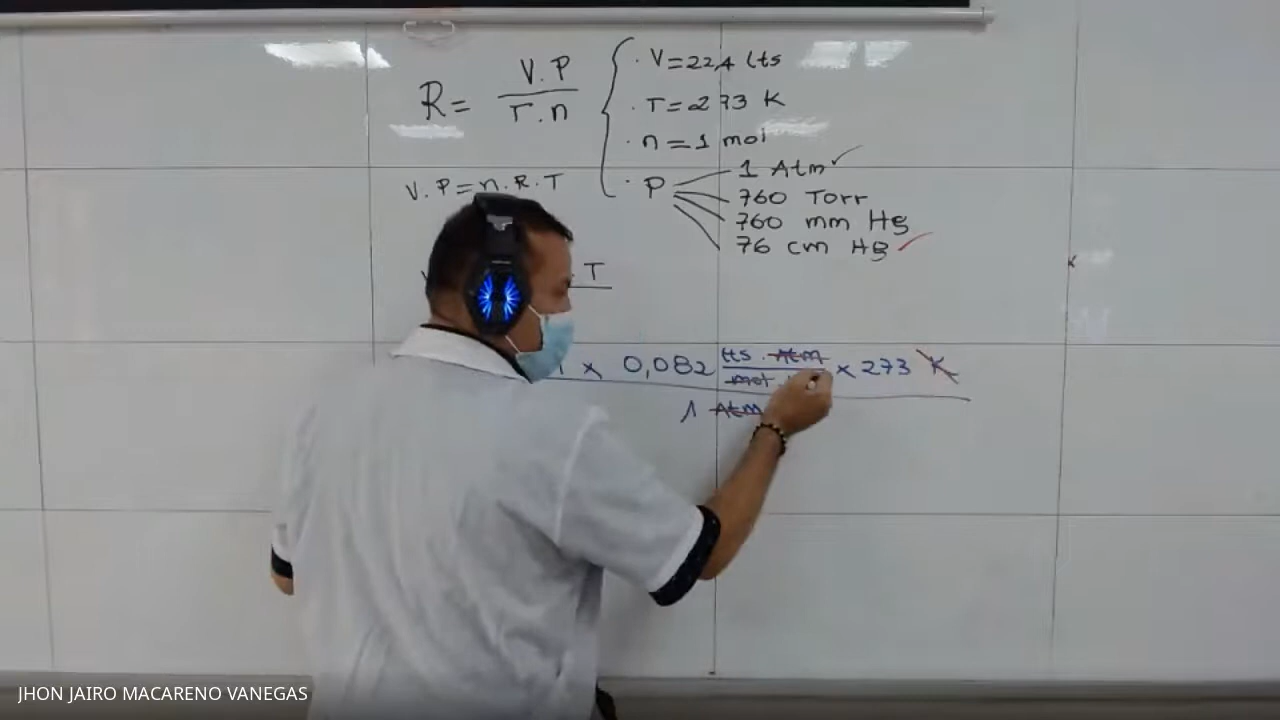 R= V.P / T.n
· V=22,4 lts
· T=273 K
· n=1 mol
· P
1 Atm ✓
760 Torr
760 mm Hg
76 cm Hg ✓
V.P=n.R.T
. T
x 0,082 lts . Atm / mol x 273 K
1 Atm
JHON JAIRO MACARENO VANEGAS